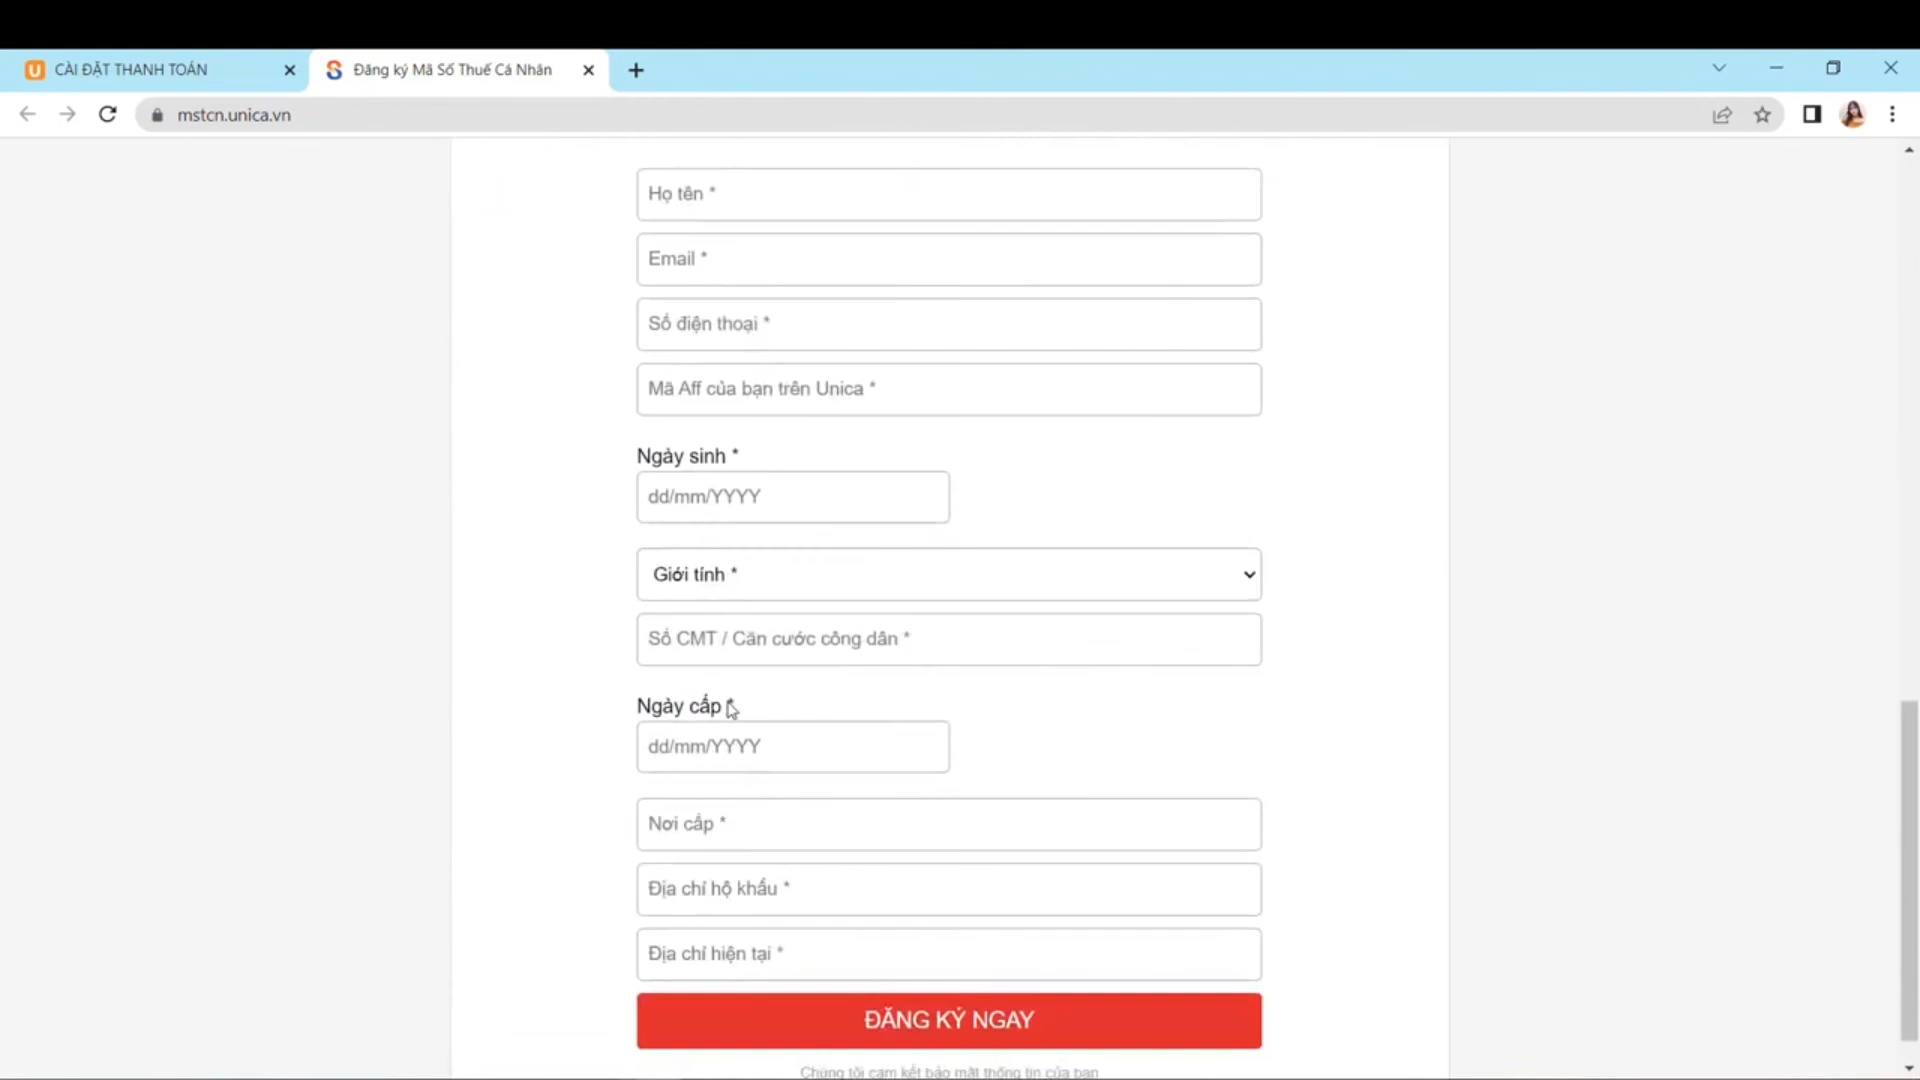 CÀI ĐẶT THANH TOÁN
Đăng ký Mã Số Thuế Cá Nhân
mstcn.unica.vn
Họ tên *
Email *
Số điện thoại *
Mã Aff của bạn trên Unica *
Ngày sinh *
dd/mm/YYYY
Giới tính *
Số CMT / Căn cước công dân *
Ngày cấp *
dd/mm/YYYY
Nơi cấp *
Địa chỉ hộ khẩu *
Địa chỉ hiện tại *
ĐĂNG KÝ NGAY
Chúng tôi cam kết bảo mật thông tin của bạn